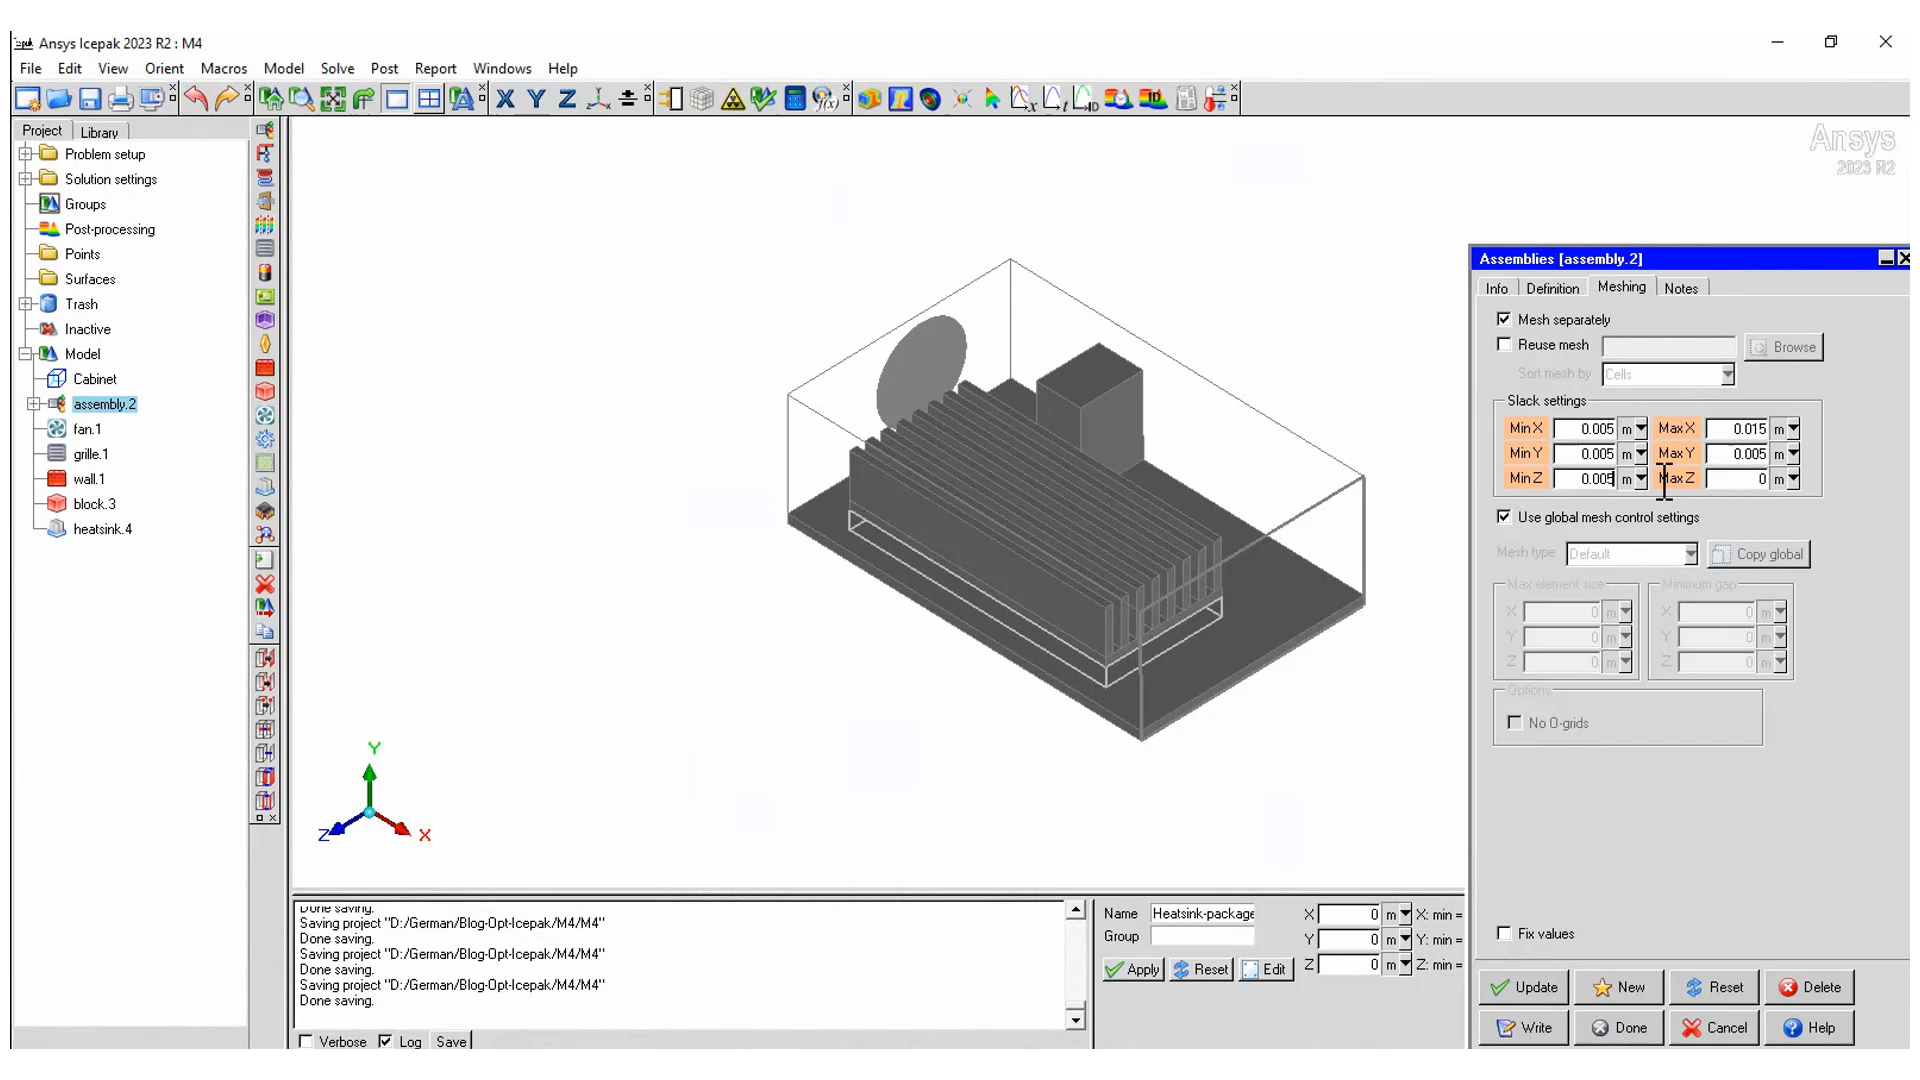 Ansys Icepak 2023 R2 : M4
File Edit View Orient Macros Model Solve Post Report Windows Help
X Y Z
Project Library
Problem setup
Solution settings
Groups
Post-processing
Points
Surfaces
Trash
Inactive
Model
Cabinet
assembly.2
fan.1
grille.1
wall.1
block.3
heatsink.4
Ansys
2023 R2
Y
Z X
Assemblies [assembly.2]
Info Definition Meshing Notes
Mesh separately
Reuse mesh Browse
Sort mesh by Cells
Slack settings
Min X 0.005 m Max X 0.015 m
Min Y 0.005 m Max Y 0.005 m
Min Z 0.005 m Max Z 0 m
Use global mesh control settings
Mesh type Default Copy global
Max element size Minimum gap
X 0 m X 0 m
Y 0 m Y 0 m
Z 0 m Z 0 m
Options
No O-grids
Fix values
Update New Reset Delete
Write Done Cancel Help
Done saving.
Saving project "D:/German/Blog-Opt-Icepak/M4/M4"
Done saving.
Saving project "D:/German/Blog-Opt-Icepak/M4/M4"
Done saving.
Saving project "D:/German/Blog-Opt-Icepak/M4/M4"
Done saving.
Verbose Log Save
Name Heatsink-package X 0 m X: min =
Group Y 0 m Y: min =
Apply Reset Edit Z 0 m Z: min =